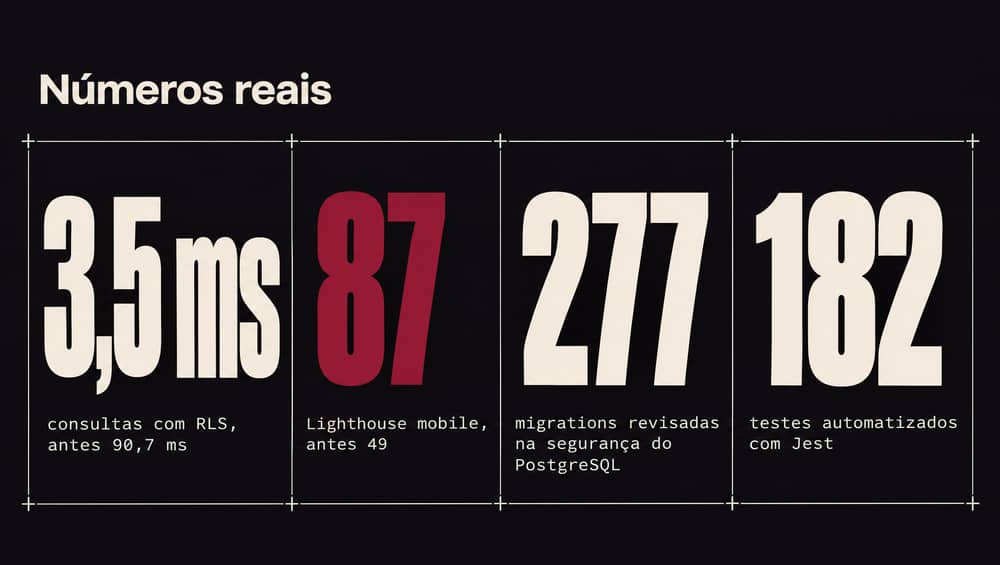 Números reais
3,5 ms
consultas com RLS,
antes 90,7 ms
87
Lighthouse mobile,
antes 49
277
migrations revisadas
na segurança do
PostgreSQL
182
testes automatizados
com Jest